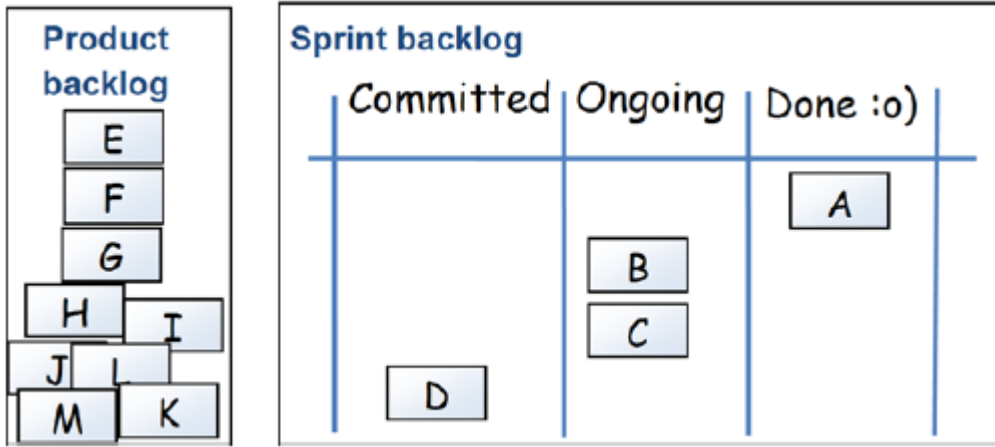 Product
backlog
E
F
G
H
I
J
L
M
K
Sprint backlog
Committed Ongoing Done :o)
A
B
C
D